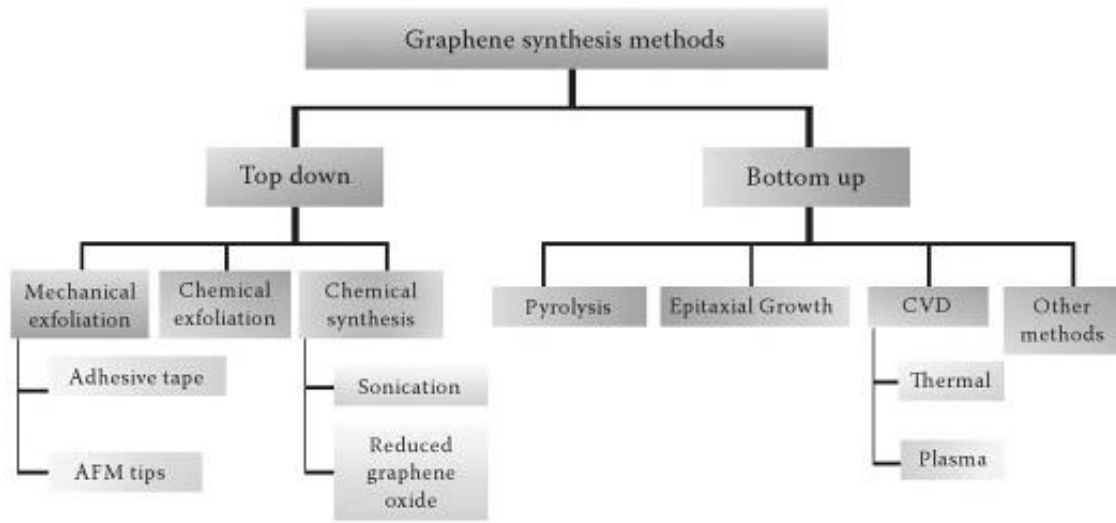 Graphene synthesis methods
Top down
Bottom up
Mechanical
exfoliation
Chemical
exfoliation
Chemical
synthesis
Pyrolysis
Epitaxial Growth
CVD
Other
methods
Adhesive tape
AFM tips
Sonication
Reduced
graphene
oxide
Thermal
Plasma